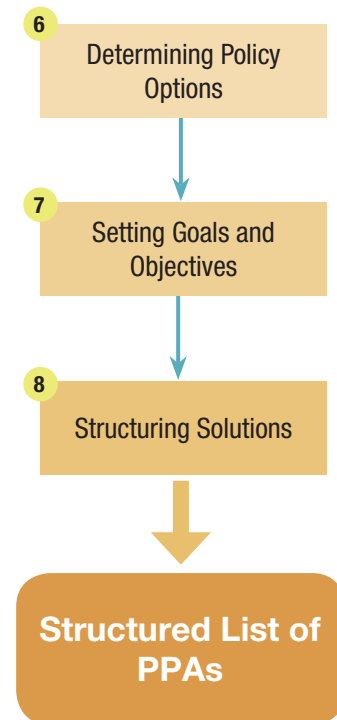 6
Determining Policy
Options
7
Setting Goals and
Objectives
8
Structuring Solutions
Structured List of
PPAs